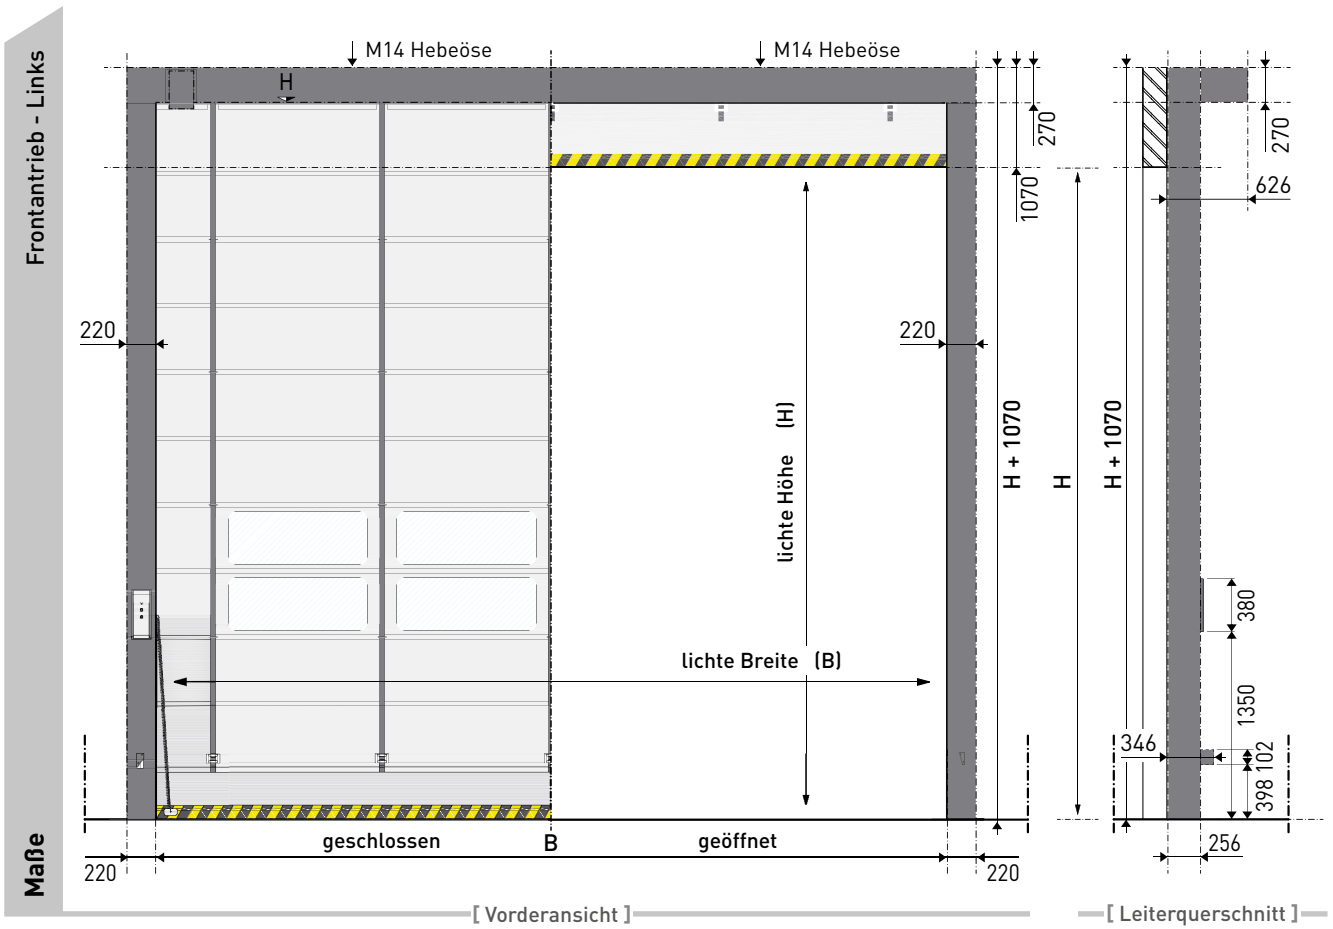 Frontantrieb - Links
Maße
M14 Hebeöse
M14 Hebeöse
H
270
1070
270
626
220
220
lichte Höhe (H)
H + 1070
H
H + 1070
380
lichte Breite (B)
1350
346
102
398
geschlossen
B
geöffnet
256
220
220
[ Vorderansicht ]
[ Leiterquerschnitt ]